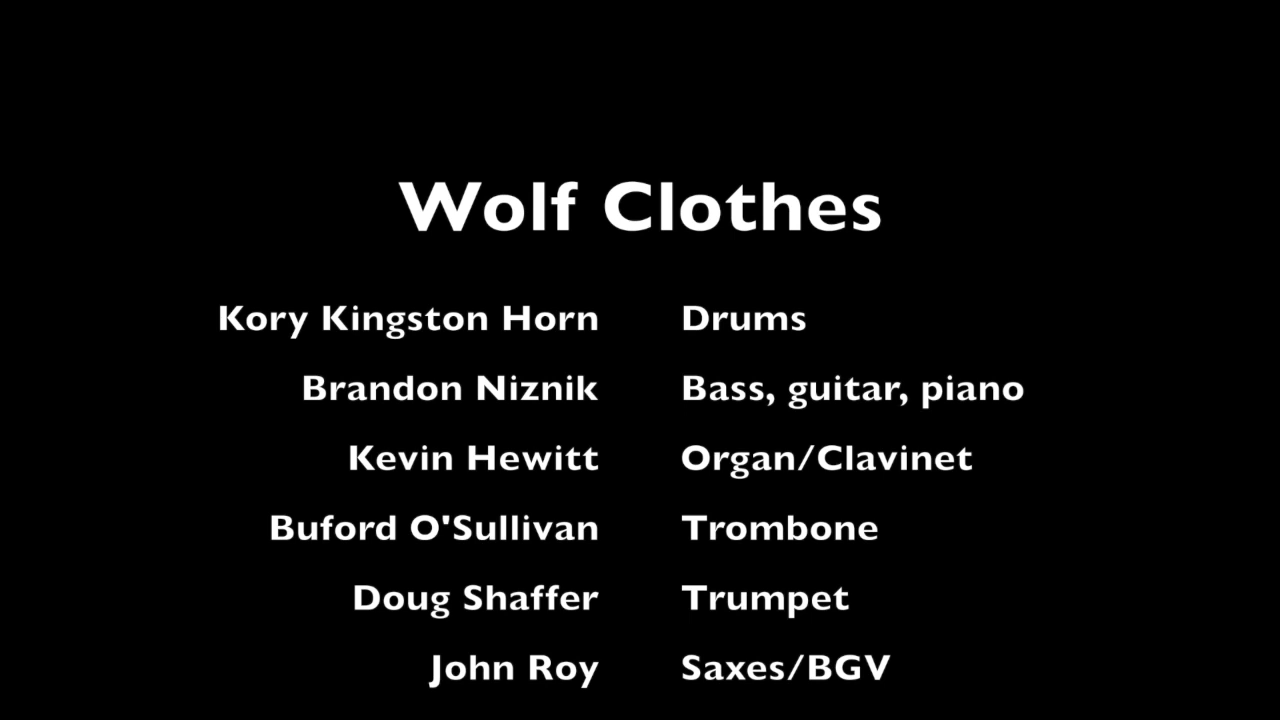 Wolf Clothes
Kory Kingston Horn Drums
Brandon Niznik Bass, guitar, piano
Kevin Hewitt Organ/Clavinet
Buford O'Sullivan Trombone
Doug Shaffer Trumpet
John Roy Saxes/BGV